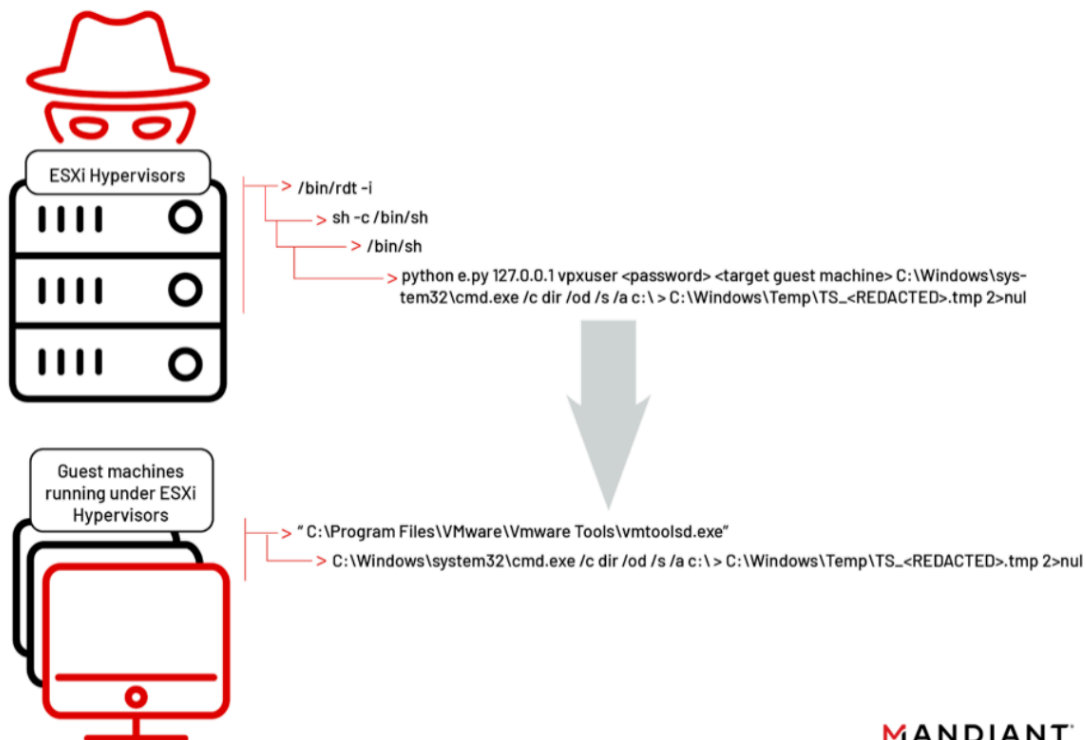 ESXi Hypervisors
> /bin/rdt -i
> sh -c /bin/sh
> /bin/sh
> python e.py 127.0.0.1 vpxuser <password> <target guest machine> C:\Windows\sys-
tem32\cmd.exe /c dir /od /s /a c:\ > C:\Windows\Temp\TS_<REDACTED>.tmp 2>nul
Guest machines
running under ESXi
Hypervisors
> "C:\Program Files\VMware\Vmware Tools\vmtoolsd.exe"
> C:\Windows\system32\cmd.exe /c dir /od /s /a c:\ > C:\Windows\Temp\TS_<REDACTED>.tmp 2>nul
MANDIANT